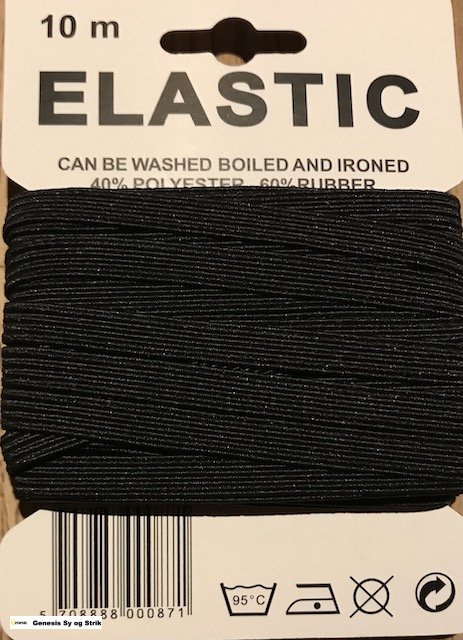 10 m
ELASTIC
CAN BE WASHED BOILED AND IRONED
40% POLYESTER 60% RUBBER
5 708888 000871
95°C
Genesis Sy og Strik